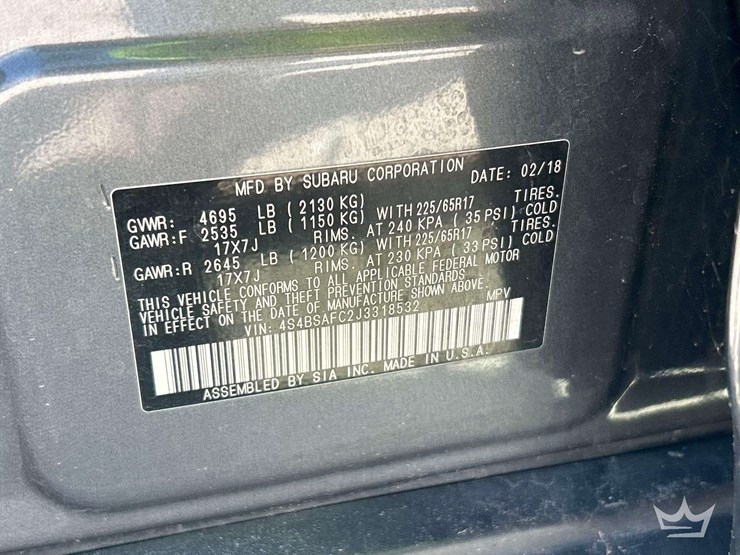 MFD BY SUBARU CORPORATION DATE: 02/18
GVWR: 4695 LB ( 2130 KG)
GAWR:F 2535 LB ( 1150 KG) WITH 225/65R17 TIRES.
17X7J RIMS. AT 240 KPA ( 35 PSI) COLD
GAWR:R 2645 LB ( 1200 KG) WITH 225/65R17 TIRES.
17X7J RIMS. AT 230 KPA ( 33 PSI) COLD
THIS VEHICLE CONFORMS TO ALL APPLICABLE FEDERAL MOTOR
VEHICLE SAFETY AND THEFT PREVENTION STANDARDS
IN EFFECT ON THE DATE OF MANUFACTURE SHOWN ABOVE.
VIN: 4S4BSAFC2J3318532 MPV
ASSEMBLED BY SIA INC. MADE IN U.S.A.